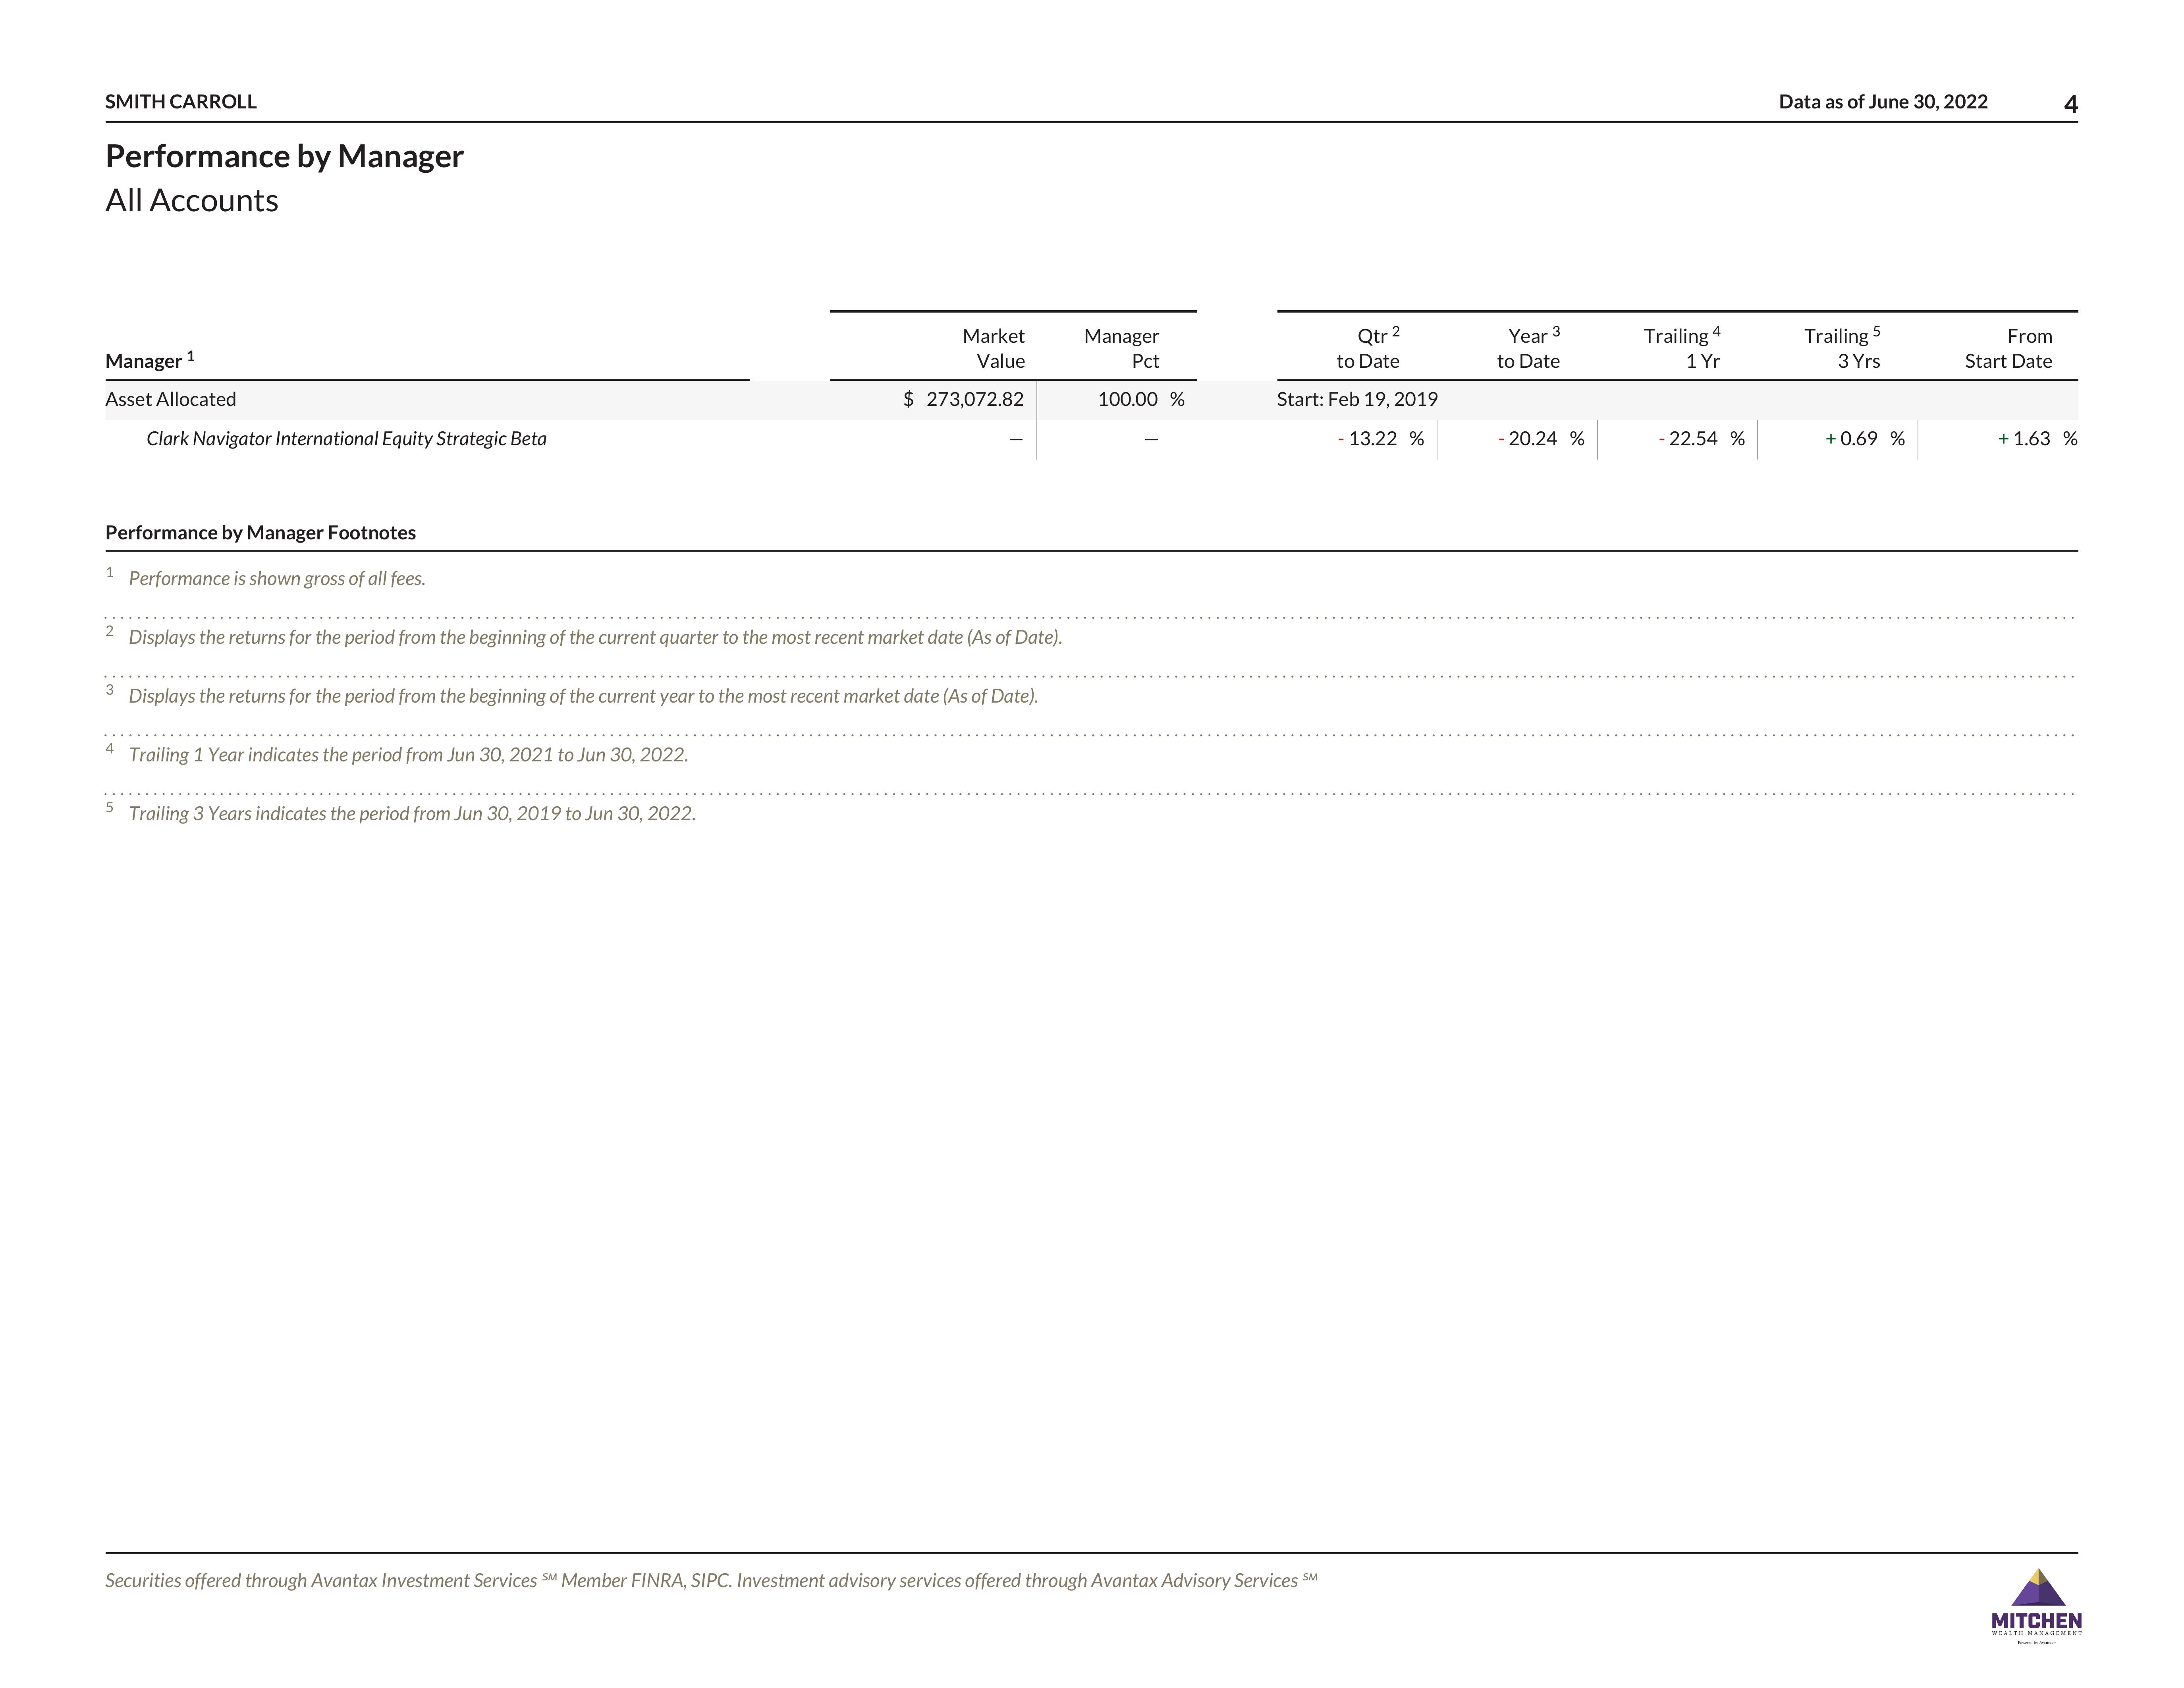 SMITH CARROLL Data as of June 30, 2022 4
Performance by Manager
All Accounts
Market Manager Qtr 2 Year 3 Trailing 4 Trailing 5 From
Manager 1 Value Pct to Date to Date 1 Yr 3 Yrs Start Date
Asset Allocated $ 273,072.82 100.00 % Start: Feb 19, 2019
Clark Navigator International Equity Strategic Beta — — - 13.22 % - 20.24 % - 22.54 % + 0.69 % + 1.63 %
Performance by Manager Footnotes
1 Performance is shown gross of all fees.
2 Displays the returns for the period from the beginning of the current quarter to the most recent market date (As of Date).
3 Displays the returns for the period from the beginning of the current year to the most recent market date (As of Date).
4 Trailing 1 Year indicates the period from Jun 30, 2021 to Jun 30, 2022.
5 Trailing 3 Years indicates the period from Jun 30, 2019 to Jun 30, 2022.
Securities offered through Avantax Investment Services ℠ Member FINRA, SIPC. Investment advisory services offered through Avantax Advisory Services ℠
MITCHEN
WEALTH MANAGEMENT
Powered by Avantax℠